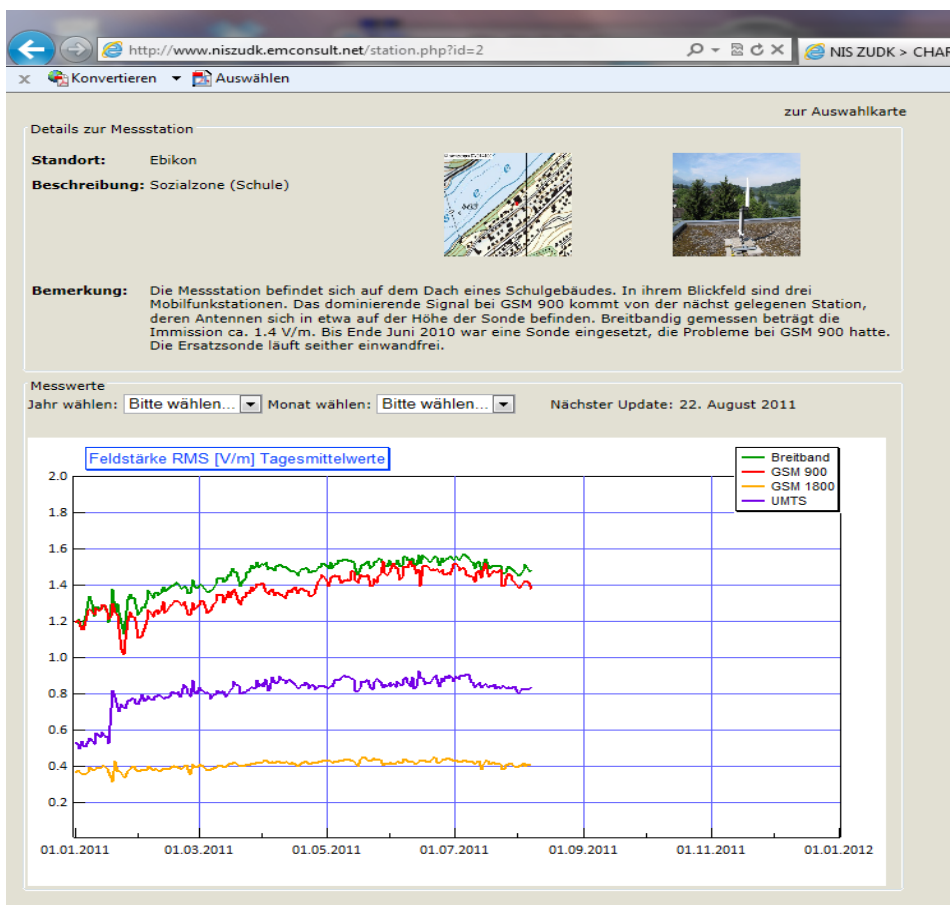 http://www.niszudk.emconsult.net/station.php?id=2
NIS ZUDK > CHAR
x Konvertieren Auswählen
zur Auswahlkarte
Details zur Messstation
Standort: Ebikon
Beschreibung: Sozialzone (Schule)
Bemerkung: Die Messstation befindet sich auf dem Dach eines Schulgebäudes. In ihrem Blickfeld sind drei
Mobilfunkstationen. Das dominierende Signal bei GSM 900 kommt von der nächst gelegenen Station,
deren Antennen sich in etwa auf der Höhe der Sonde befinden. Breitbandig gemessen beträgt die
Immission ca. 1.4 V/m. Bis Ende Juni 2010 war eine Sonde eingesetzt, die Probleme bei GSM 900 hatte.
Die Ersatzsonde läuft seither einwandfrei.
Messwerte
Jahr wählen: Bitte wählen... Monat wählen: Bitte wählen... Nächster Update: 22. August 2011
Feldstärke RMS [V/m] Tagesmittelwerte
Breitband
GSM 900
GSM 1800
UMTS
2.0
1.8
1.6
1.4
1.2
1.0
0.8
0.6
0.4
0.2
01.01.2011 01.03.2011 01.05.2011 01.07.2011 01.09.2011 01.11.2011 01.01.2012